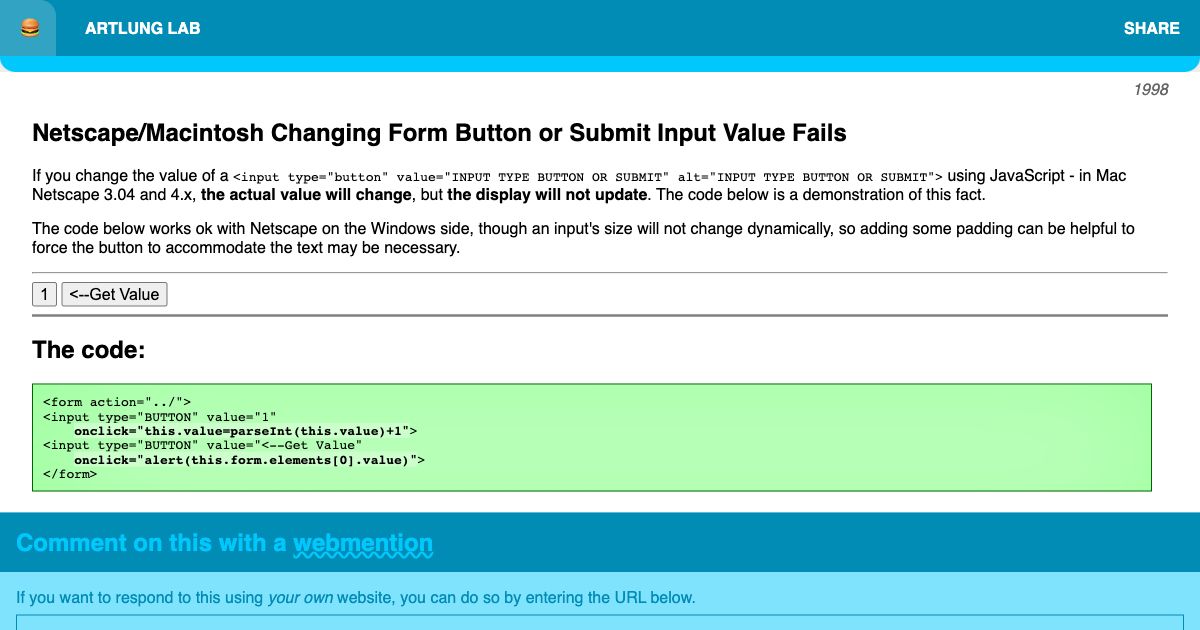 ARTLUNG LAB
SHARE
1998
Netscape/Macintosh Changing Form Button or Submit Input Value Fails
If you change the value of a <input type="button" value="INPUT TYPE BUTTON OR SUBMIT" alt="INPUT TYPE BUTTON OR SUBMIT"> using JavaScript - in Mac
Netscape 3.04 and 4.x, the actual value will change, but the display will not update. The code below is a demonstration of this fact.
The code below works ok with Netscape on the Windows side, though an input's size will not change dynamically, so adding some padding can be helpful to
force the button to accommodate the text may be necessary.
1 <--Get Value
The code:
<form action="../">
<input type="BUTTON" value="1"
    onclick="this.value=parseInt(this.value)+1">
<input type="BUTTON" value="<--Get Value"
    onclick="alert(this.form.elements[0].value)">
</form>
Comment on this with a webmention
If you want to respond to this using your own website, you can do so by entering the URL below.